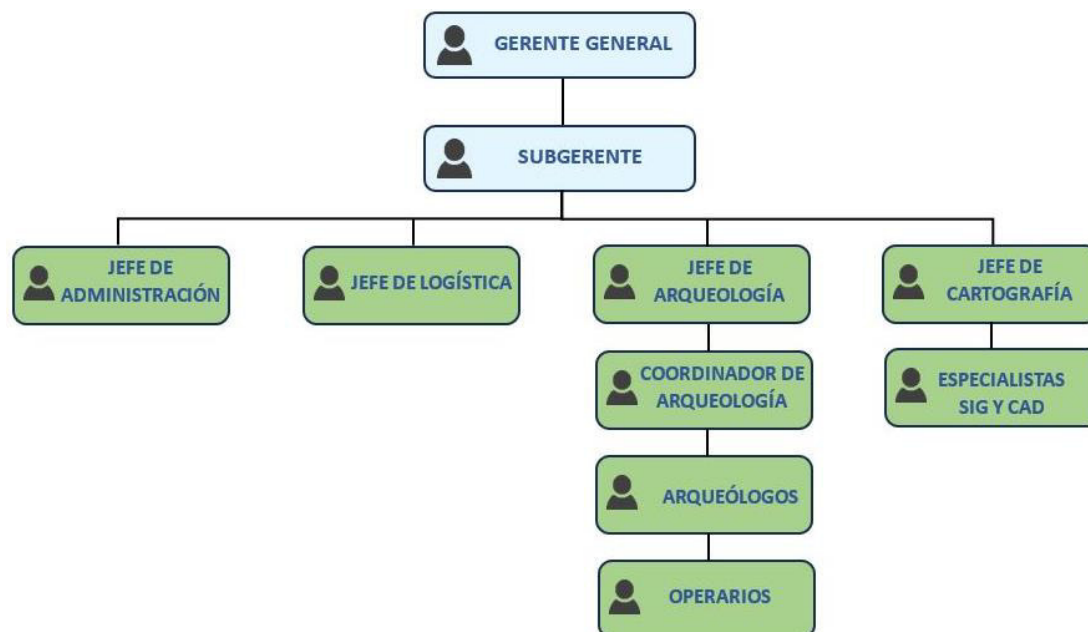 GERENTE GENERAL
SUBGERENTE
JEFE DE
ADMINISTRACIÓN
JEFE DE LOGÍSTICA
JEFE DE
ARQUEOLOGÍA
JEFE DE
CARTOGRAFÍA
COORDINADOR DE
ARQUEOLOGÍA
ESPECIALISTAS
SIG Y CAD
ARQUEÓLOGOS
OPERARIOS